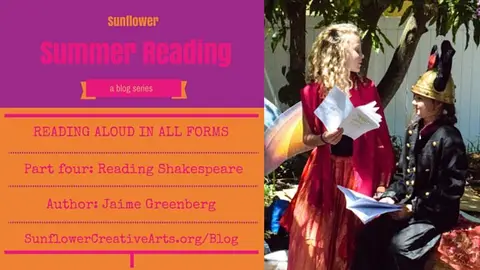 Sunflower
Summer Reading
a blog series
READING ALOUD IN ALL FORMS
Part four: Reading Shakespeare
Author: Jaime Greenberg
SunflowerCreativeArts.org/Blog